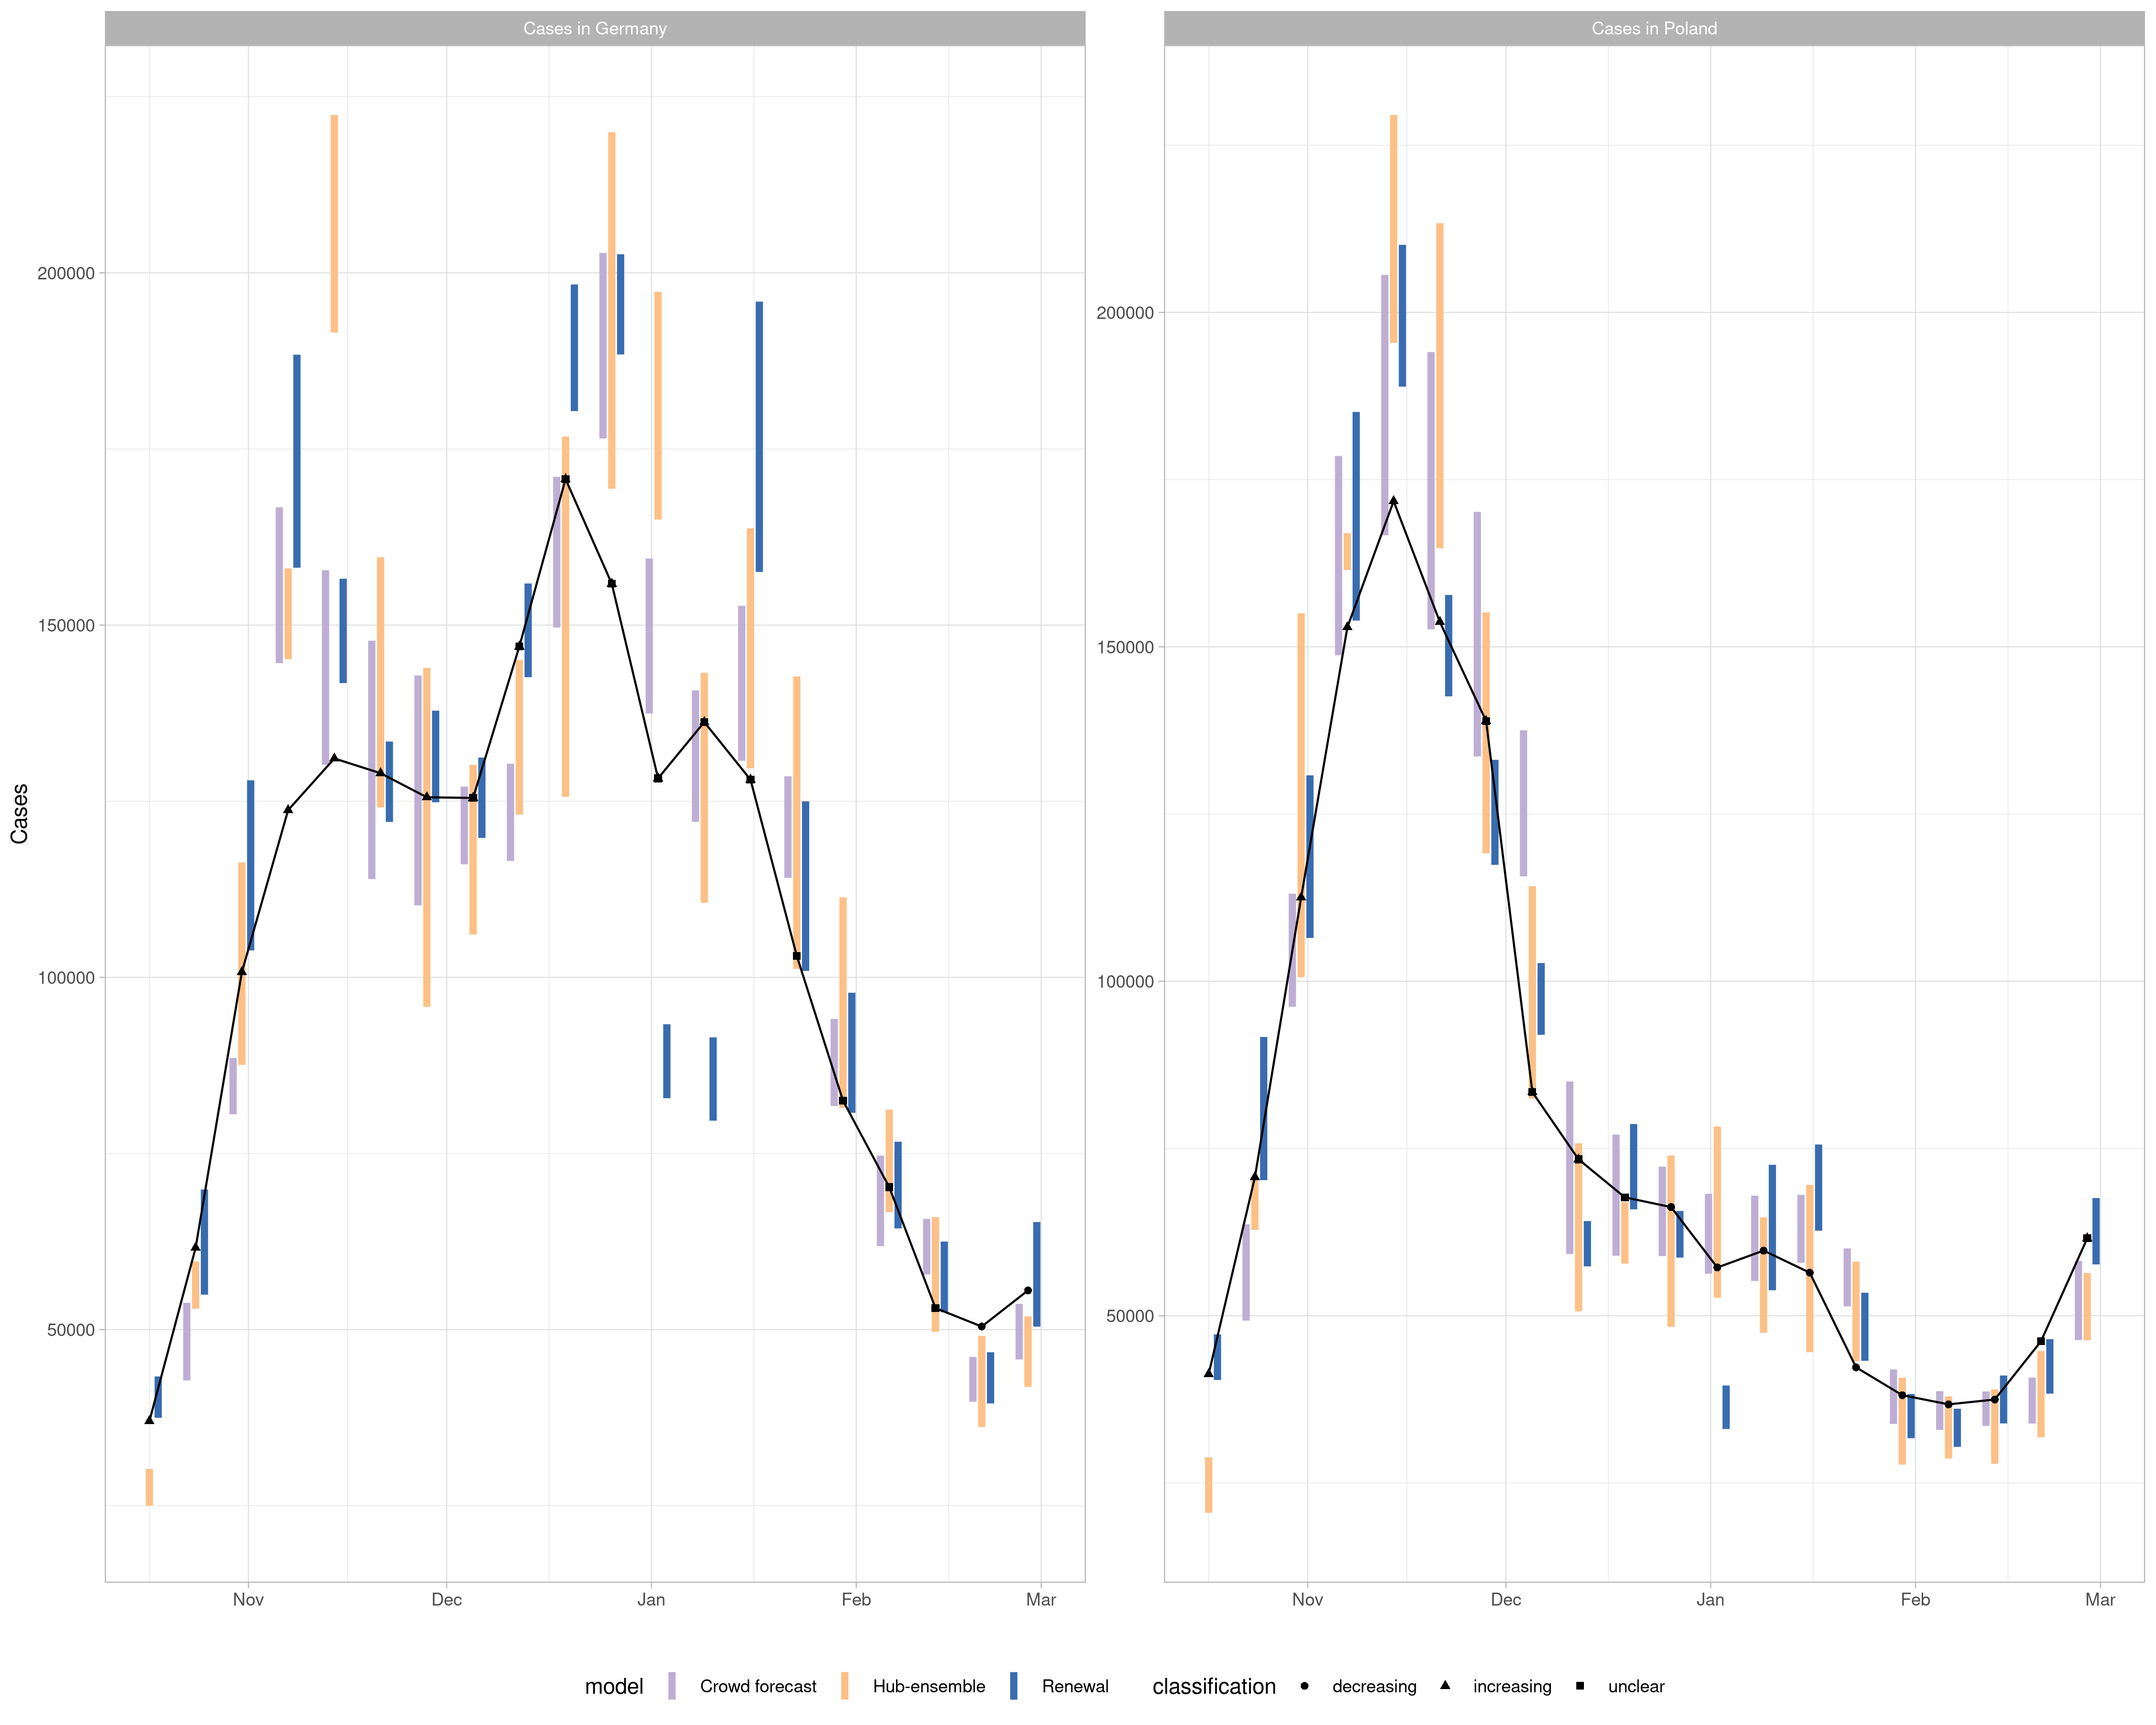 Cases in Germany
Cases in Poland
Cases
200000
150000
100000
50000
200000
150000
100000
50000
Nov Dec Jan Feb Mar
Nov Dec Jan Feb Mar
model Crowd forecast Hub-ensemble Renewal classification decreasing increasing unclear